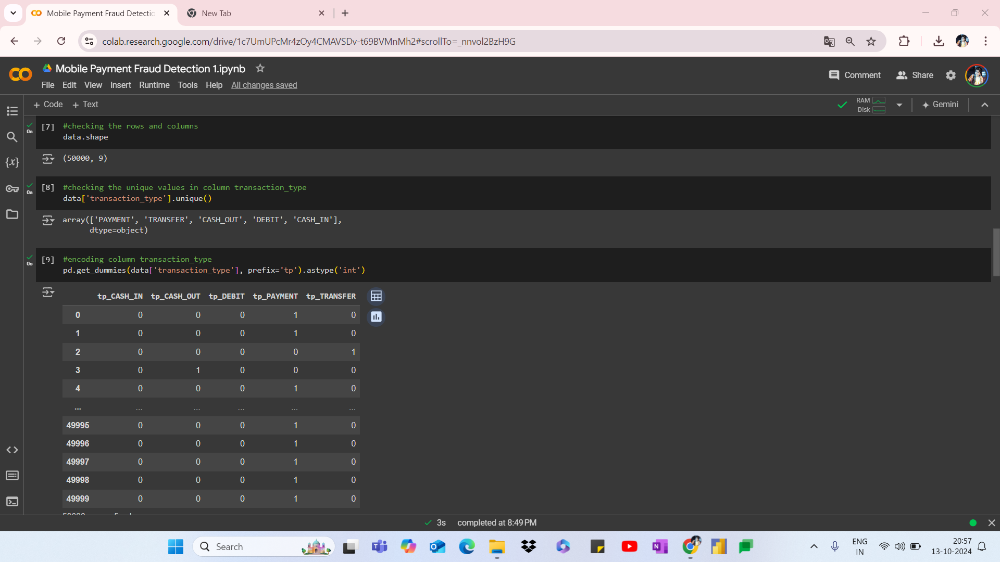 Mobile Payment Fraud Detectio
New Tab
colab.research.google.com/drive/1c7UmUPcMr4zOy4CMAVSDv-t69BVMnMh2#scrollTo=_nnvol2BzH9G
Mobile Payment Fraud Detection 1.ipynb
Comment
Share
File Edit View Insert Runtime Tools Help All changes saved
+ Code + Text
RAM
Disk
Gemini
0s
[7] #checking the rows and columns
data.shape
(50000, 9)
0s
[8] #checking the unique values in column transaction_type
data['transaction_type'].unique()
array(['PAYMENT', 'TRANSFER', 'CASH_OUT', 'DEBIT', 'CASH_IN'],
dtype=object)
0s
[9] #encoding column transaction_type
pd.get_dummies(data['transaction_type'], prefix='tp').astype('int')
tp_CASH_IN tp_CASH_OUT tp_DEBIT tp_PAYMENT tp_TRANSFER
0 0 0 0 1 0
1 0 0 0 1 0
2 0 0 0 0 1
3 0 1 0 0 0
4 0 0 0 1 0
... ... ... ... ... ...
49995 0 0 0 1 0
49996 0 0 0 1 0
49997 0 0 0 1 0
49998 0 0 0 1 0
49999 0 0 0 1 0
3s completed at 8:49 PM
Search
ENG
IN
20:57
13-10-2024